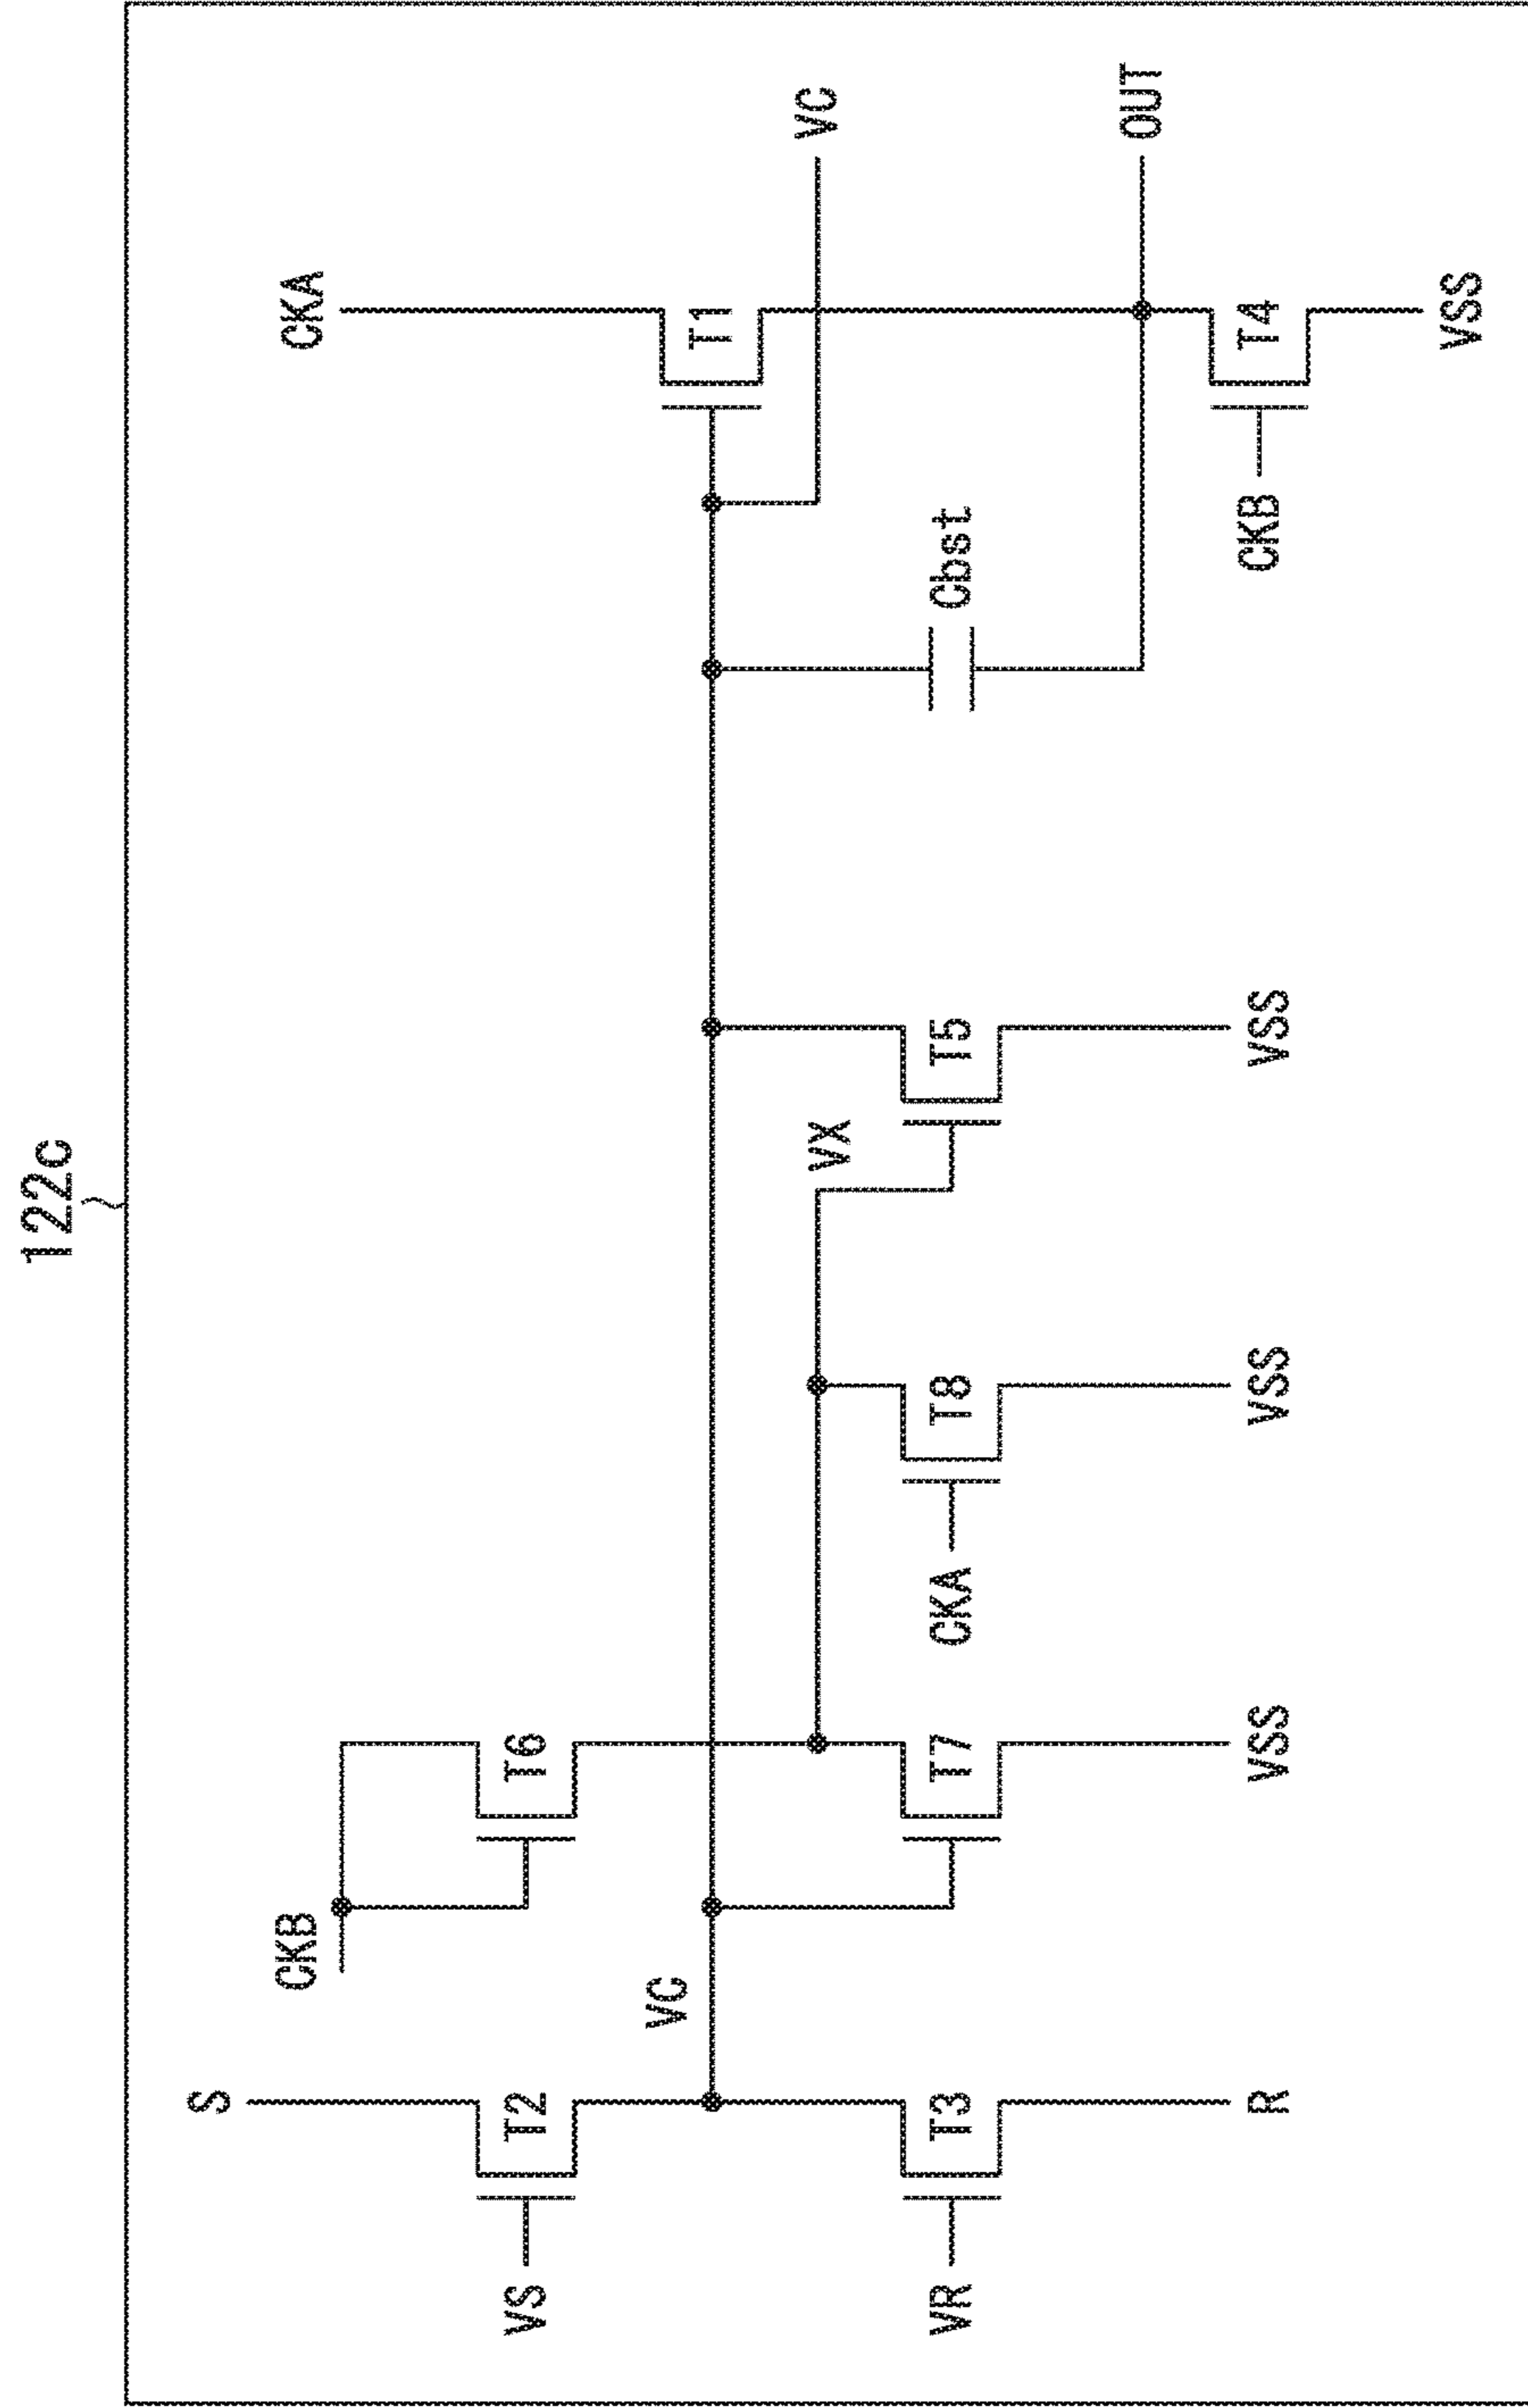 122c
S
CKB
CKA
VS
T2
T6
VC
T1
VC
VX
VR
T3
T7
CKA
T8
T5
Cbst
OUT
R
VSS
VSS
VSS
CKB
T4
VSS